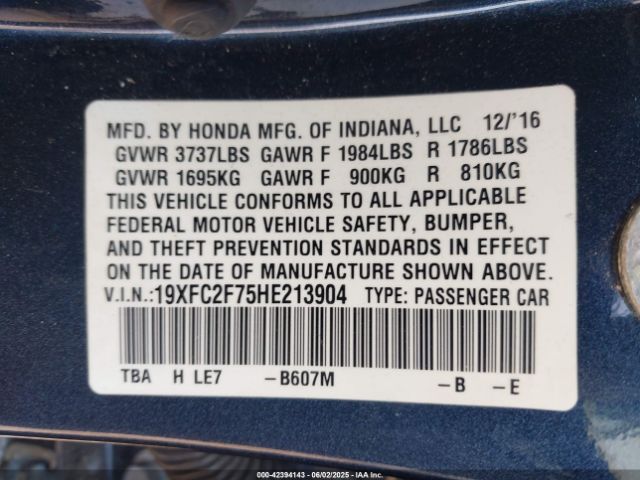 MFD. BY HONDA MFG. OF INDIANA, LLC 12/'16
GVWR 3737LBS GAWR F 1984LBS R 1786LBS
GVWR 1695KG GAWR F 900KG R 810KG
THIS VEHICLE CONFORMS TO ALL APPLICABLE
FEDERAL MOTOR VEHICLE SAFETY, BUMPER,
AND THEFT PREVENTION STANDARDS IN EFFECT
ON THE DATE OF MANUFACTURE SHOWN ABOVE.
V.I.N.:19XFC2F75HE213904 TYPE: PASSENGER CAR
TBA H LE7 -B607M -B -E
000-42394143 - 06/02/2025 - IAAI.COM